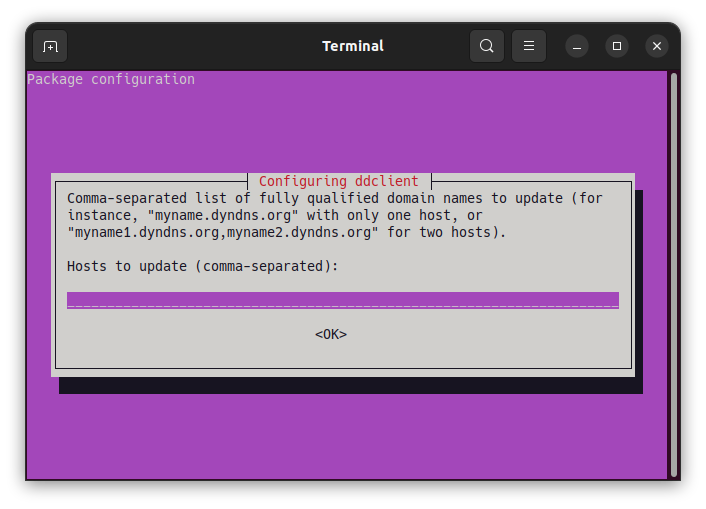 Terminal
Package configuration
Configuring ddclient
Comma-separated list of fully qualified domain names to update (for
instance, "myname.dyndns.org" with only one host, or
"myname1.dyndns.org,myname2.dyndns.org" for two hosts).
Hosts to update (comma-separated):
<OK>